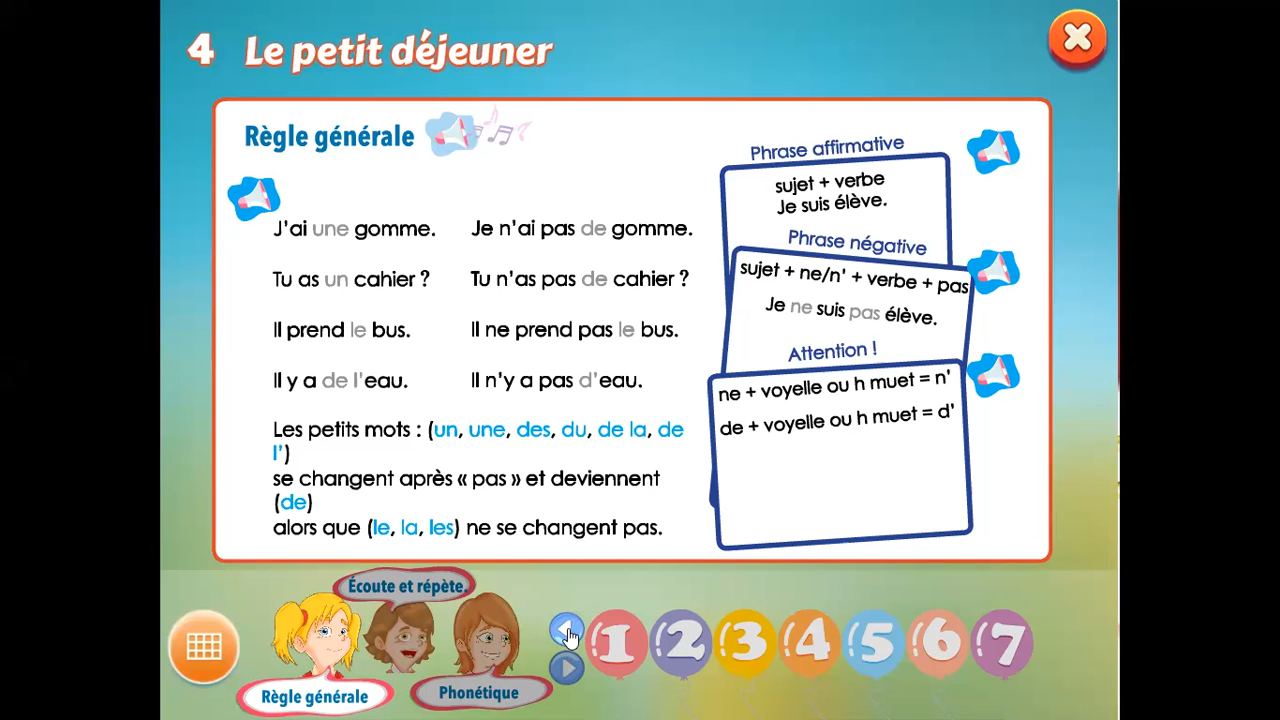 4 Le petit déjeuner
Règle générale
J'ai une gomme. Je n'ai pas de gomme.
Tu as un cahier ? Tu n'as pas de cahier ?
Il prend le bus. Il ne prend pas le bus.
Il y a de l'eau. Il n'y a pas d'eau.
Les petits mots : (un, une, des, du, de la, de
l')
se changent après « pas » et deviennent
(de)
alors que (le, la, les) ne se changent pas.
Phrase affirmative
sujet + verbe
Je suis élève.
Phrase négative
sujet + ne/n' + verbe + pas
Je ne suis pas élève.
Attention !
ne + voyelle ou h muet = n'
de + voyelle ou h muet = d'
Écoute et répète.
Règle générale
Phonétique
1 2 3 4 5 6 7